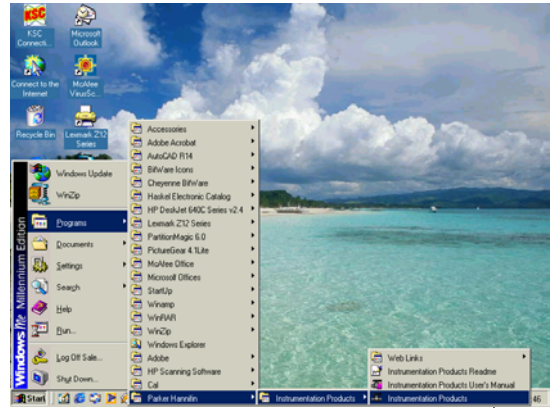 KSC
KSC
Connecti...
Microsoft
Outlook
Connect to the
Internet
McAfee
VirusSc...
Recycle Bin
Lexmark Z12
Series
Windows Me Millennium Edition
Windows Update
WinZip
Programs
Documents
Settings
Search
Help
Run...
Log Off Sale...
Shut Down...
Accessories
Adobe Acrobat
AutoCAD R14
BitWare Icons
Cheyenne BitWare
Haskel Electronic Catalog
HP DeskJet 640C Series v2.4
Lexmark Z12 Series
PartitionMagic 6.0
PictureGear 4.1Lite
McAfee Office
Microsoft Offices
StartUp
Winamp
WinRAR
WinZip
Windows Explorer
Adobe
HP Scanning Software
Cal
Parker Hannifin
Instrumentation Products
Web Links
Instrumentation Products Readme
Instrumentation Products User's Manual
Instrumentation Products
Start
46